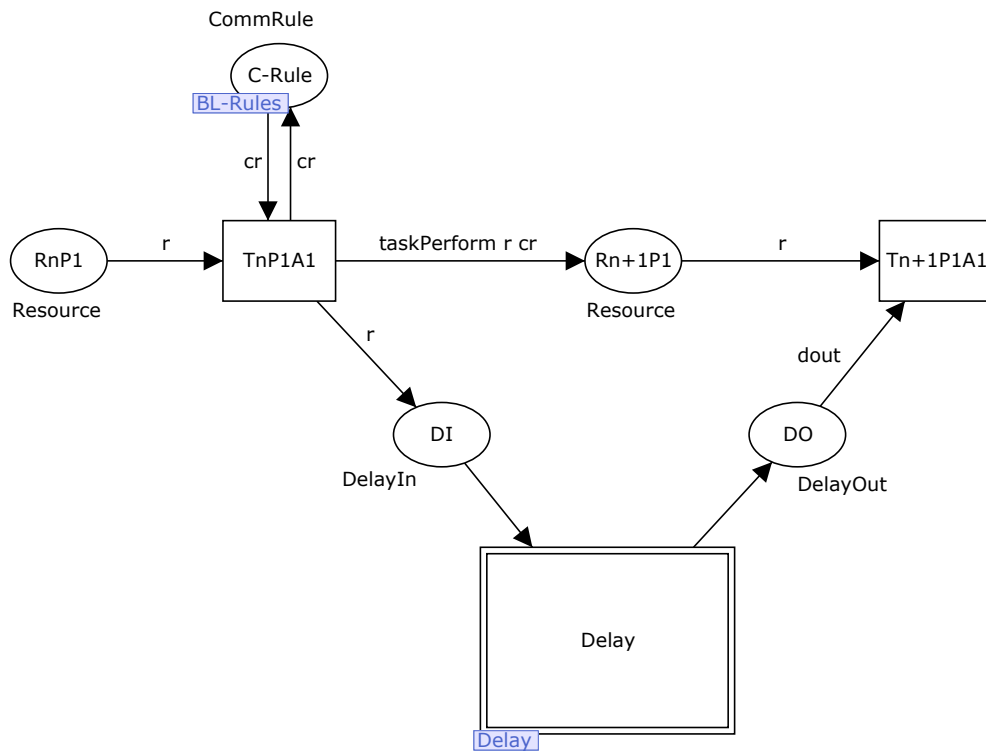 CommRule
C-Rule
BL-Rules
cr
cr
RnP1
r
TnP1A1
taskPerform r cr
Rn+1P1
r
Tn+1P1A1
Resource
Resource
r
dout
DI
DO
DelayIn
DelayOut
Delay
Delay